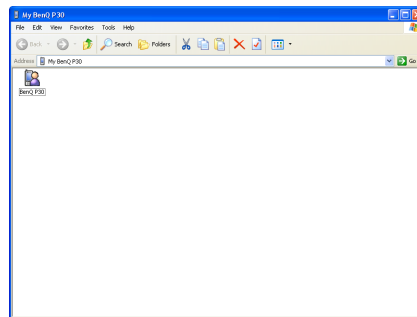 My BenQ P30
File Edit View Favorites Tools Help
Back Search Folders
Address My BenQ P30 Go
BenQ P30